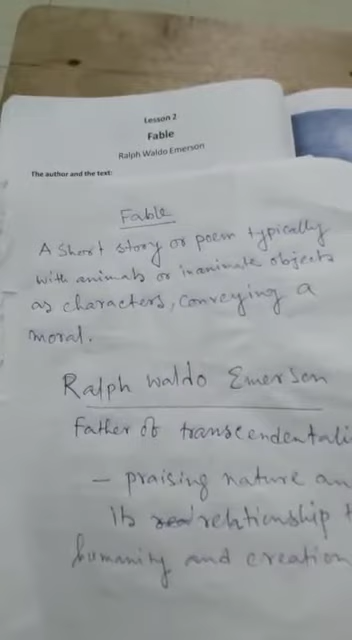 Lesson 2
Fable
Ralph Waldo Emerson
The author and the text:
Fable
A Short story or poem typically
with animals or inanimate objects
as characters, conveying a
moral.
Ralph Waldo Emerson
Father of transcendentali
– praising nature an
Its relationship t
humanity and creation